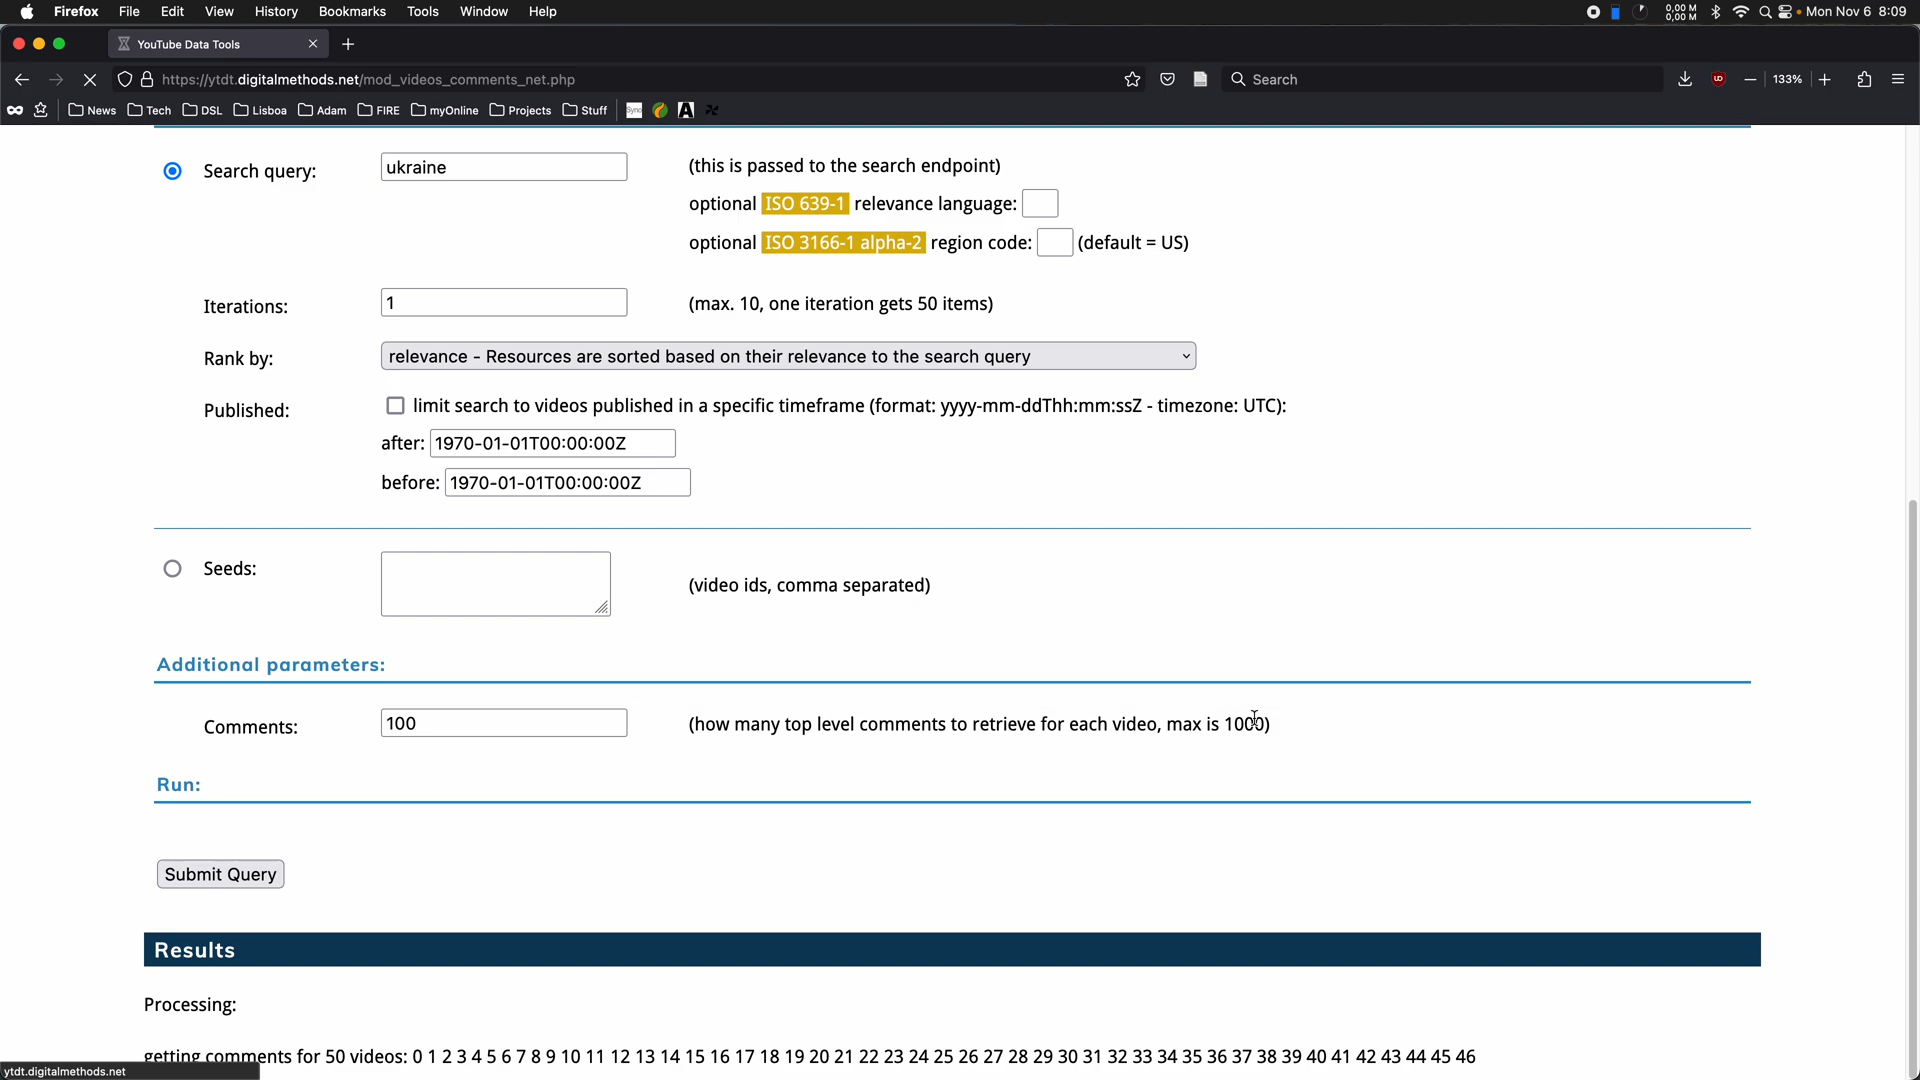 Firefox File Edit View History Bookmarks Tools Window Help 0,00 M 0,00 M Mon Nov 6 8:09
YouTube Data Tools
https://ytdt.digitalmethods.net/mod_videos_comments_net.php Search 133%
News Tech DSL Lisboa Adam FIRE myOnline Projects Stuff
Search query: ukraine (this is passed to the search endpoint)
optional ISO 639-1 relevance language:
optional ISO 3166-1 alpha-2 region code: (default = US)
Iterations: 1 (max. 10, one iteration gets 50 items)
Rank by: relevance - Resources are sorted based on their relevance to the search query
Published: limit search to videos published in a specific timeframe (format: yyyy-mm-ddThh:mm:ssZ - timezone: UTC):
after: 1970-01-01T00:00:00Z
before: 1970-01-01T00:00:00Z
Seeds: (video ids, comma separated)
Additional parameters:
Comments: 100 (how many top level comments to retrieve for each video, max is 1000)
Run:
Submit Query
Results
Processing:
getting comments for 50 videos: 0 1 2 3 4 5 6 7 8 9 10 11 12 13 14 15 16 17 18 19 20 21 22 23 24 25 26 27 28 29 30 31 32 33 34 35 36 37 38 39 40 41 42 43 44 45 46
ytdt.digitalmethods.net